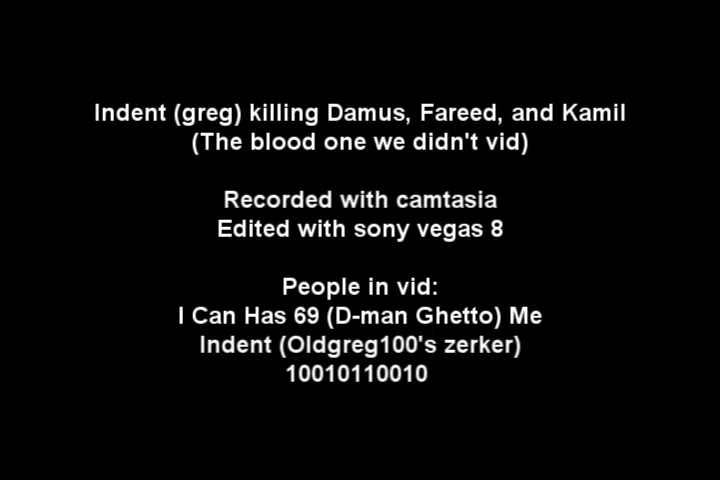 Indent (greg) killing Damus, Fareed, and Kamil
(The blood one we didn't vid)
Recorded with camtasia
Edited with sony vegas 8
People in vid:
I Can Has 69 (D-man Ghetto) Me
Indent (Oldgreg100's zerker)
10010110010